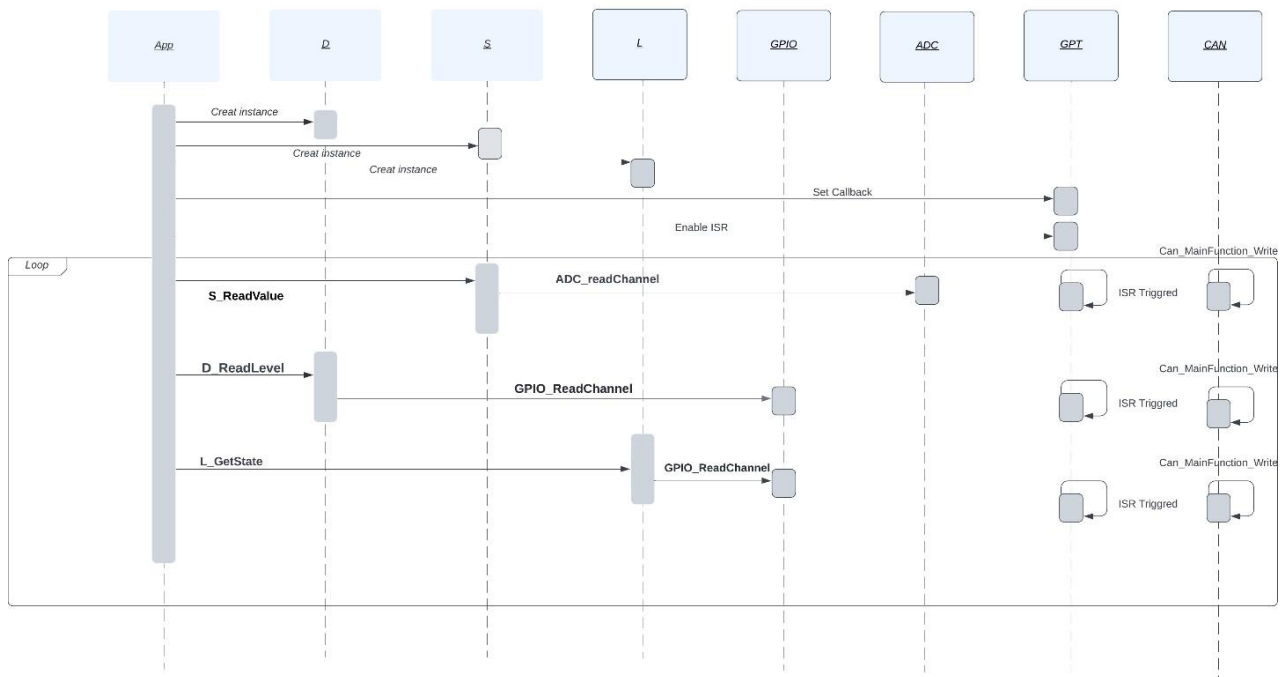 App
D
S
L
GPIO
ADC
GPT
CAN
Creat instance
Creat instance
Creat instance
Set Callback
Enable ISR
Can_MainFunction_Write
Loop
S_ReadValue
ADC_readChannel
ISR Triggred
D_ReadLevel
GPIO_ReadChannel
Can_MainFunction_Write
ISR Triggred
L_GetState
GPIO_ReadChannel
Can_MainFunction_Write
ISR Triggred